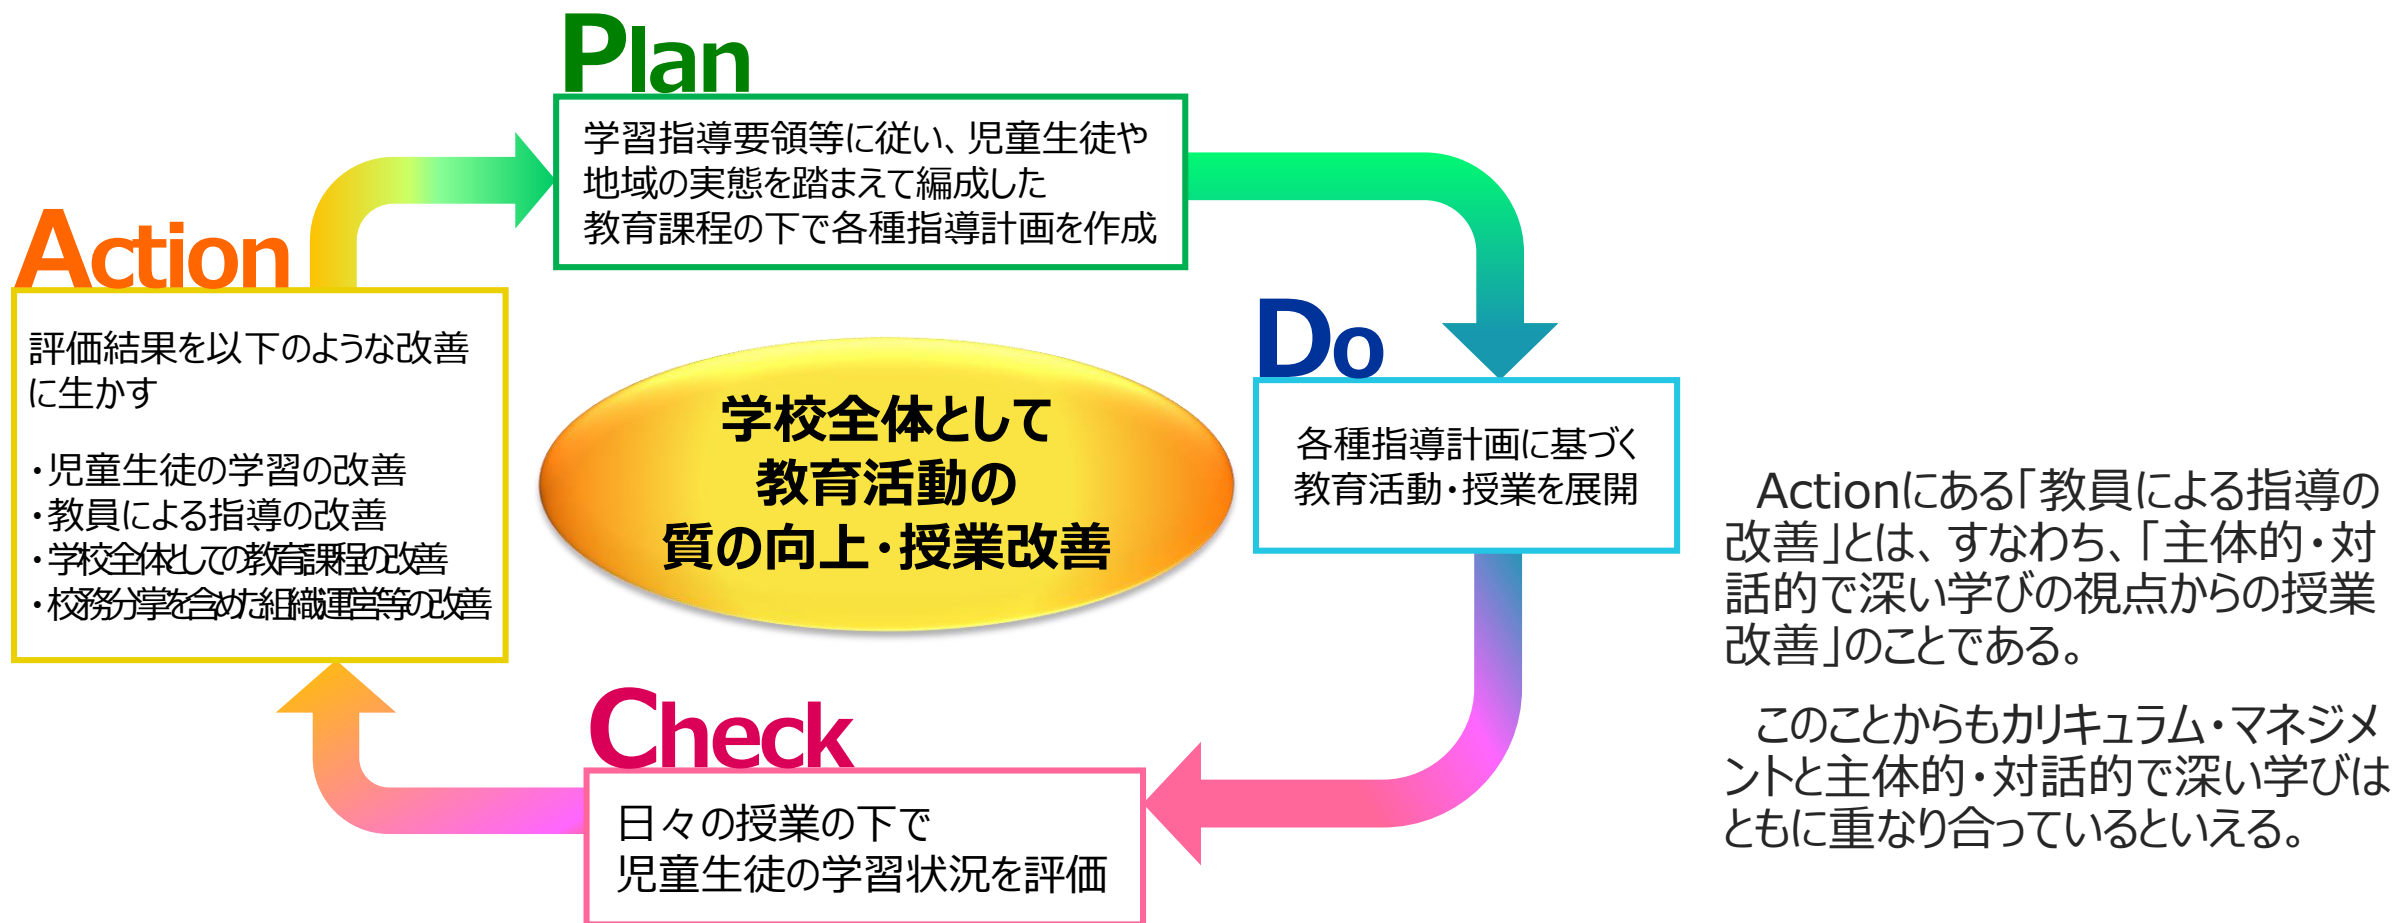 Plan
学習指導要領等に従い、児童生徒や
地域の実態を踏まえて編成した
教育課程の下で各種指導計画を作成
Action
評価結果を以下のような改善
に生かす
・児童生徒の学習の改善
・教員による指導の改善
・学校全体としての教育課程の改善
・校務分掌を含めた組織運営等の改善
学校全体として
教育活動の
質の向上・授業改善
Do
各種指導計画に基づく
教育活動・授業を展開
Check
日々の授業の下で
児童生徒の学習状況を評価
Actionにある「教員による指導の
改善」とは、すなわち、「主体的・対
話的で深い学びの視点からの授業
改善」のことである。
このことからもカリキュラム・マネジメ
ントと主体的・対話的で深い学びは
ともに重なり合っているといえる。